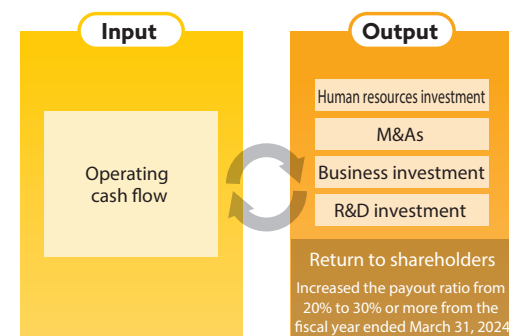 Input
Operating
cash flow
Output
Human resources investment
M&As
Business investment
R&D investment
Return to shareholders
Increased the payout ratio from
20% to 30% or more from the
fiscal year ended March 31, 2024